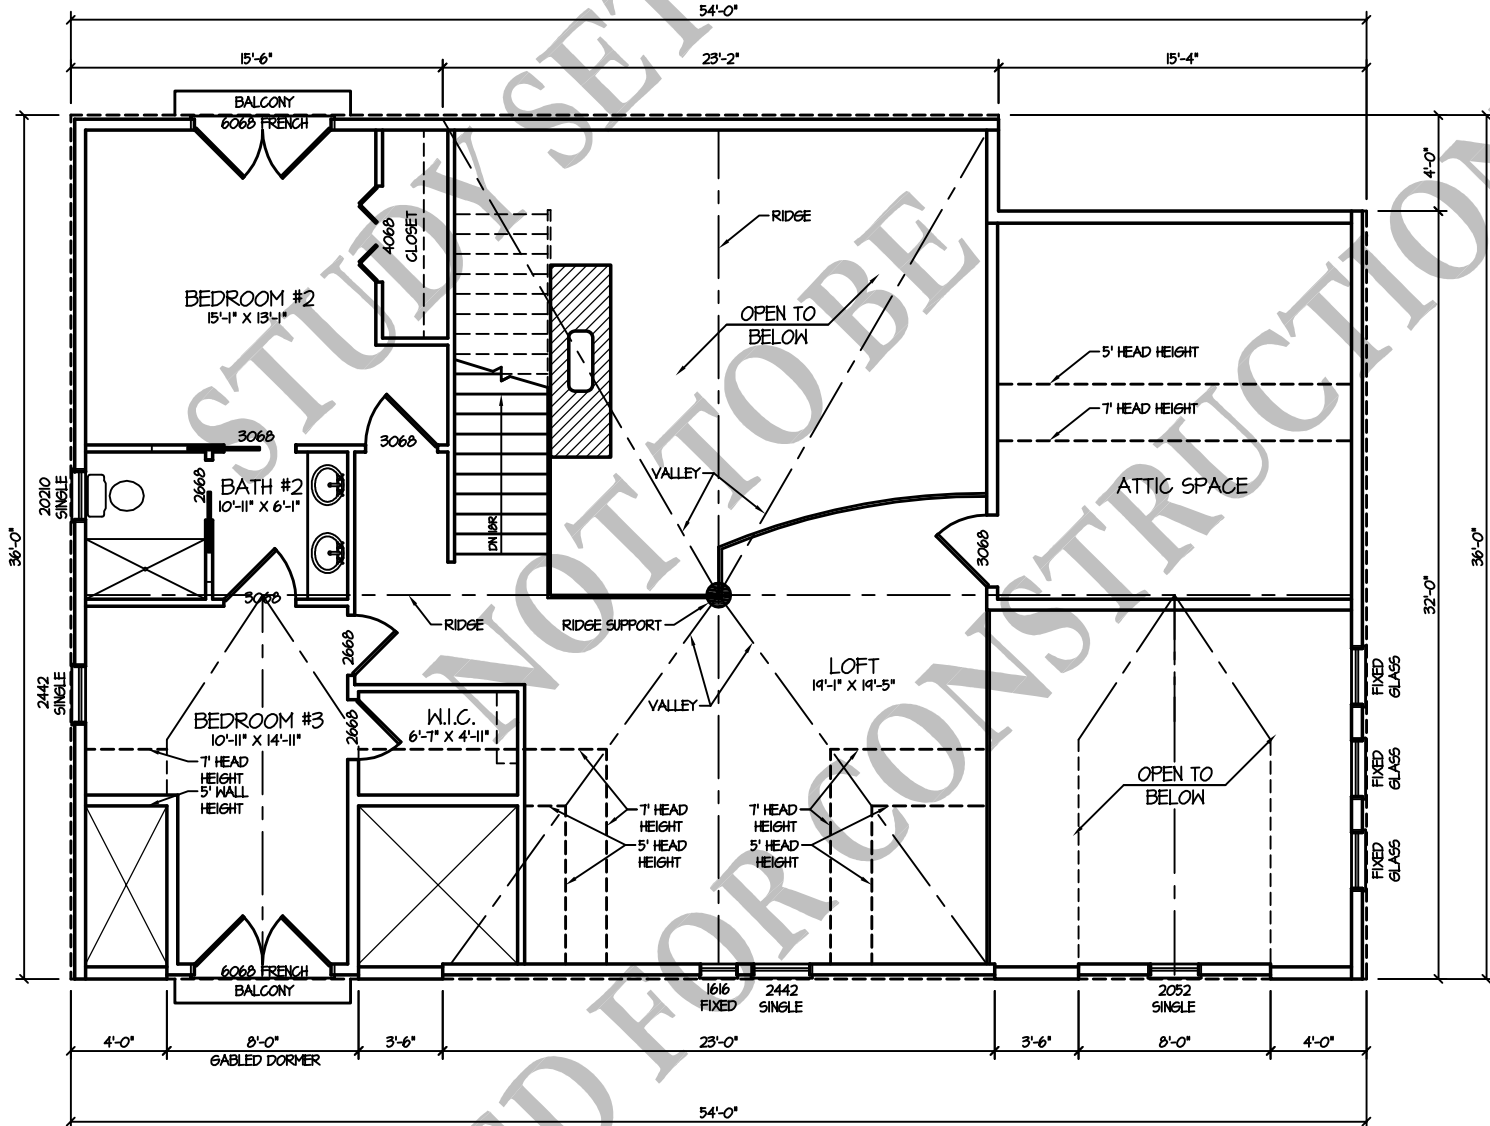 54'-0"
15'-6"
23'-2"
15'-4"
BALCONY
6068 FRENCH
4'-0"
RIDGE
4068
CLOSET
BEDROOM #2
15'-1" X 13'-1"
OPEN TO
BELOW
5' HEAD HEIGHT
7' HEAD HEIGHT
3068
3068
VALLEY
ATTIC SPACE
20210
SINGLE
2668
BATH #2
10'-11" X 6'-1"
DN 18R
36'-0"
36'-0"
3068
32'-0"
3068
RIDGE
RIDGE SUPPORT
2668
LOFT
19'-1" X 19'-5"
FIXED
GLASS
2442
SINGLE
VALLEY
BEDROOM #3
10'-11" X 14'-11"
2668
W.I.C.
6'-7" X 4'-11"
7' HEAD
HEIGHT
5' WALL
HEIGHT
OPEN TO
BELOW
FIXED
GLASS
7' HEAD
HEIGHT
5' HEAD
HEIGHT
7' HEAD
HEIGHT
5' HEAD
HEIGHT
FIXED
GLASS
6068 FRENCH
BALCONY
1616
FIXED
2442
SINGLE
2052
SINGLE
4'-0"
8'-0"
GABLED DORMER
3'-6"
23'-0"
3'-6"
8'-0"
4'-0"
54'-0"
STUDY SET
NOT TO BE
FOR CONSTRUCTION